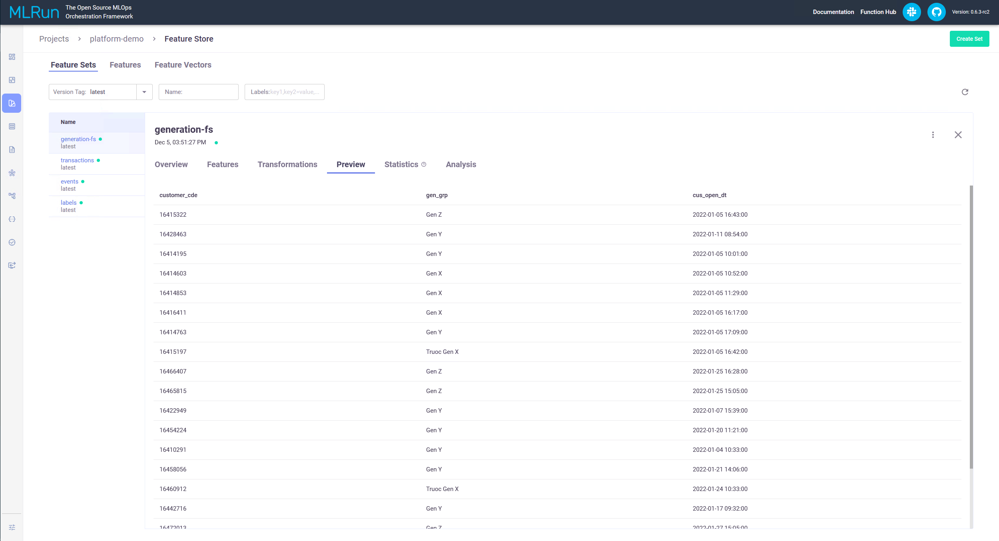 MLRun
The Open Source MLOps
Orchestration Framework
Documentation Function Hub Version: 0.6.3-rc2
Projects > platform-demo > Feature Store
Create Set
Feature Sets Features Feature Vectors
Version Tag: latest Name: Labels:key1,key2=value,...
Name
generation-fs
latest
transactions
latest
events
latest
labels
latest
generation-fs
Dec 5, 03:51:27 PM
Overview Features Transformations Preview Statistics Analysis
customer_cde gen_grp cus_open_dt
16415322 Gen Z 2022-01-05 16:43:00
16428463 Gen Y 2022-01-11 08:54:00
16414195 Gen Y 2022-01-05 10:01:00
16414603 Gen X 2022-01-05 10:52:00
16414853 Gen X 2022-01-05 11:29:00
16416411 Gen X 2022-01-05 16:17:00
16414763 Gen Y 2022-01-05 17:09:00
16415197 Truoc Gen X 2022-01-05 16:42:00
16466407 Gen Z 2022-01-25 16:28:00
16465815 Gen Z 2022-01-25 15:05:00
16422949 Gen Y 2022-01-07 15:39:00
16454224 Gen Y 2022-01-20 11:21:00
16410291 Gen Y 2022-01-04 10:33:00
16458056 Gen Y 2022-01-21 14:06:00
16460912 Truoc Gen X 2022-01-24 10:33:00
16442716 Gen Y 2022-01-17 09:32:00
16472013 Gen Z 2022-01-27 15:05:00